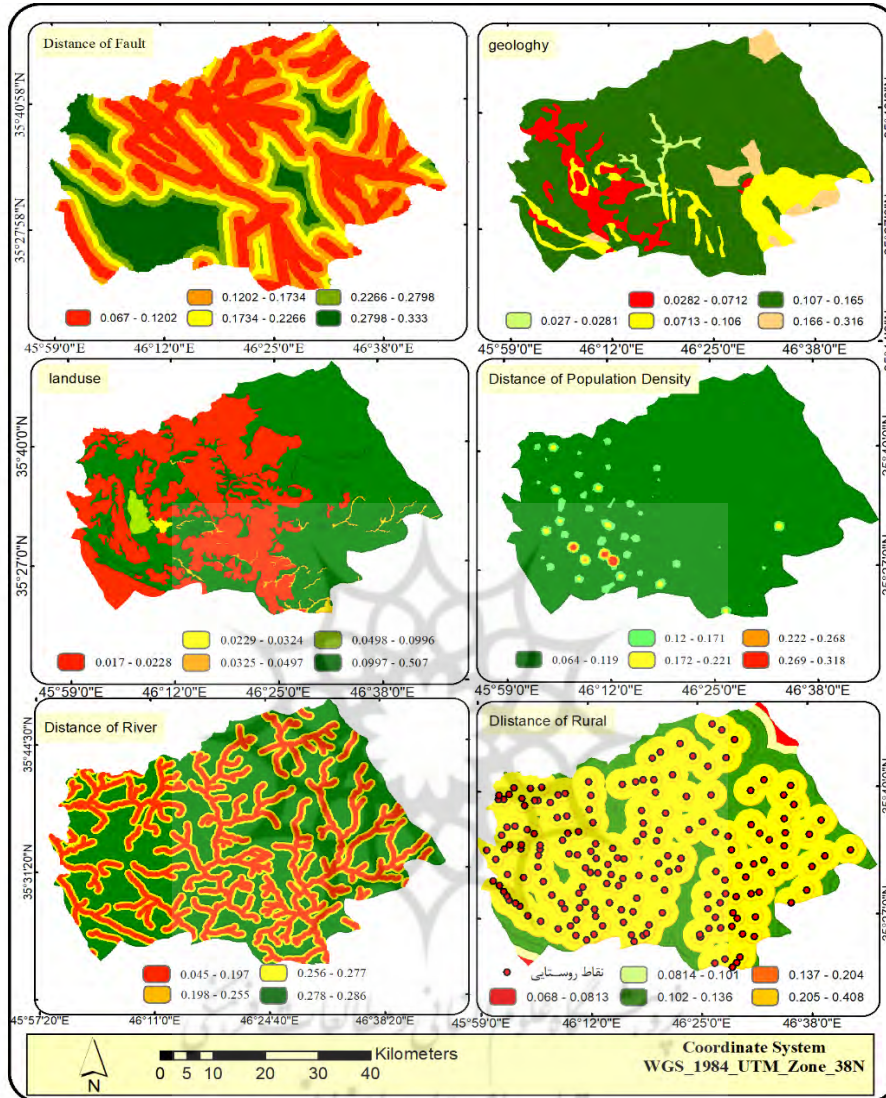 Distance of Fault
35°40'58"N
35°27'58"N
0.067 - 0.1202
0.1202 - 0.1734
0.1734 - 0.2266
0.2266 - 0.2798
0.2798 - 0.333
45°59'0"E 46°12'0"E 46°25'0"E 46°38'0"E
geologhy
0.027 - 0.0281
0.0282 - 0.0712
0.0713 - 0.106
0.107 - 0.165
0.166 - 0.316
45°59'0"E 46°12'0"E 46°25'0"E 46°38'0"E
landuse
35°40'0"N
35°27'0"N
0.017 - 0.0228
0.0229 - 0.0324
0.0325 - 0.0497
0.0498 - 0.0996
0.0997 - 0.507
45°59'0"E 46°12'0"E 46°25'0"E 46°38'0"E
Distance of Population Density
35°40'0"N
35°27'0"N
0.064 - 0.119
0.12 - 0.171
0.172 - 0.221
0.222 - 0.268
0.269 - 0.318
45°59'0"E 46°12'0"E 46°25'0"E 46°38'0"E
Distance of River
35°44'30"N
35°31'20"N
0.045 - 0.197
0.198 - 0.255
0.256 - 0.277
0.278 - 0.286
45°57'20"E 46°11'0"E 46°24'40"E 46°38'20"E
Dlistance of Rural
35°40'0"N
35°27'0"N
نقاط روستایی
0.068 - 0.0813
0.0814 - 0.101
0.102 - 0.136
0.137 - 0.204
0.205 - 0.408
45°59'0"E 46°12'0"E 46°25'0"E 46°38'0"E
N
Kilometers
0 5 10 20 30 40
Coordinate System
WGS_1984_UTM_Zone_38N